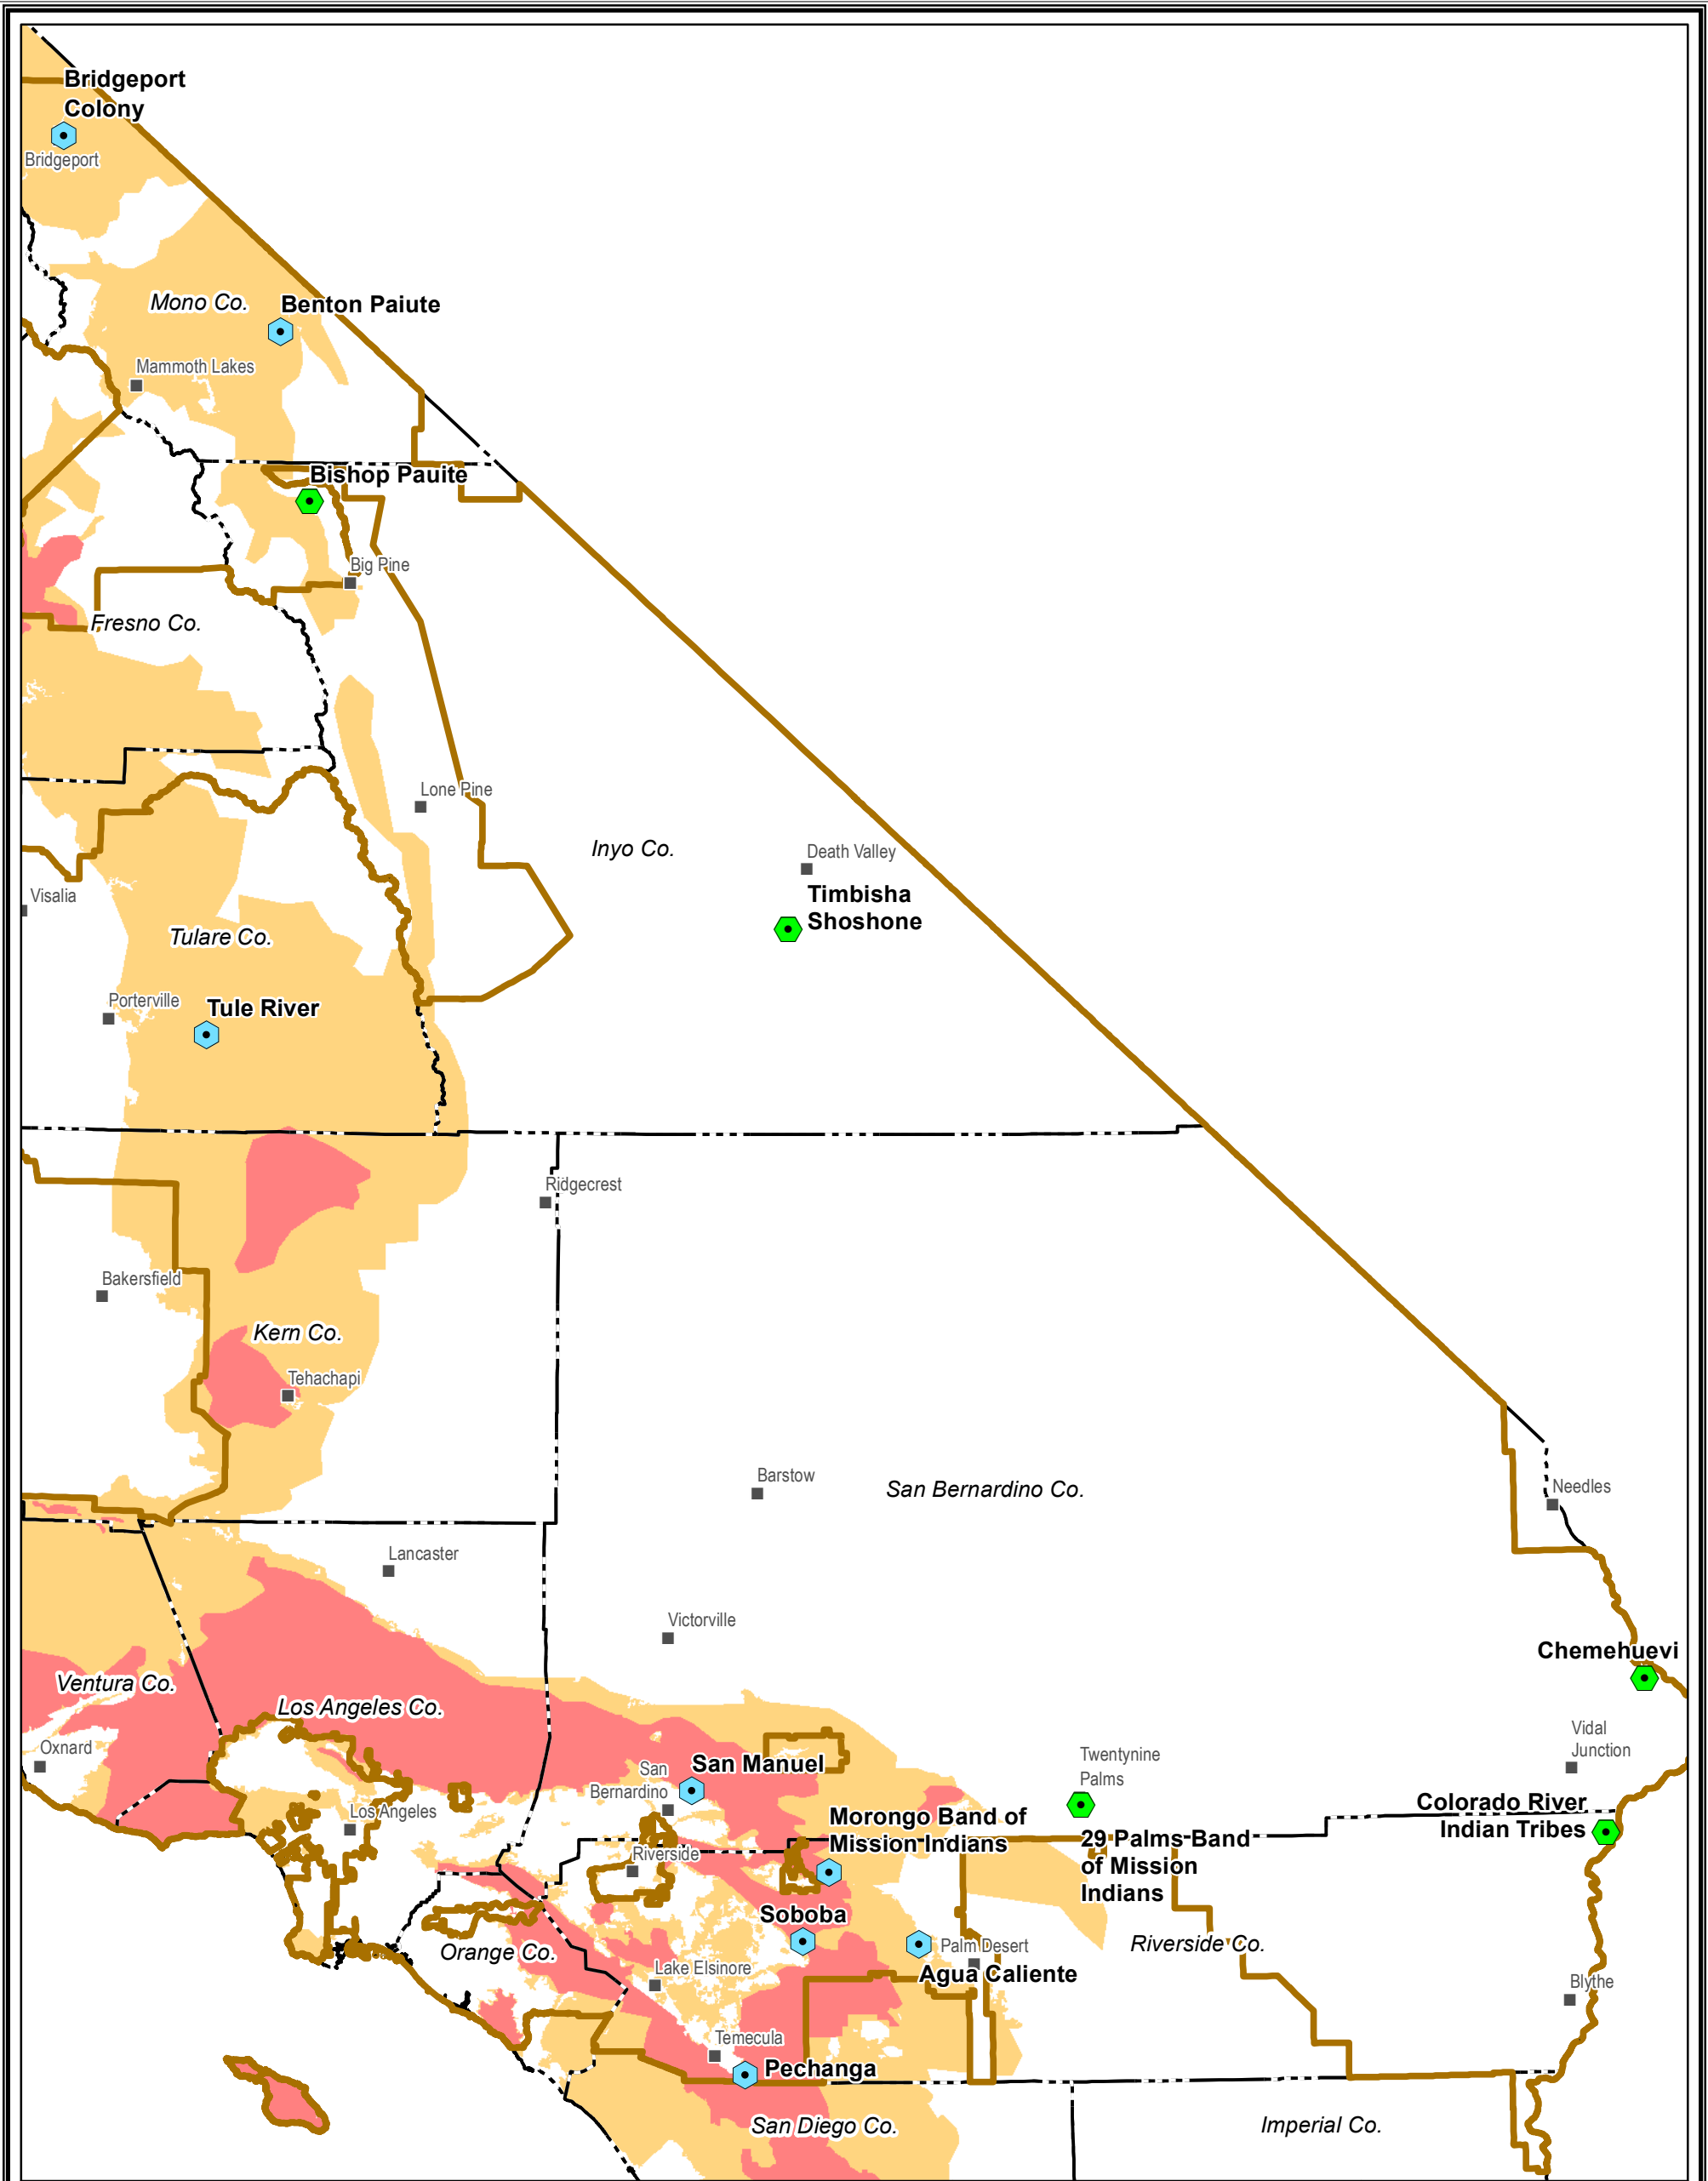 Bridgeport
Colony
Bridgeport
Mono Co.
Benton Paiute
Mammoth Lakes
Bishop Pauite
Big Pine
Fresno Co.
Lone Pine
Inyo Co.
Death Valley
Timbisha
Shoshone
Visalia
Tulare Co.
Porterville
Tule River
Ridgecrest
Bakersfield
Kern Co.
Tehachapi
Barstow
San Bernardino Co.
Needles
Lancaster
Victorville
Chemehuevi
Ventura Co.
Los Angeles Co.
Oxnard
Vidal
Junction
San Manuel
San
Bernardino
Twentynine
Palms
Los Angeles
Morongo Band of
Mission Indians
Colorado River
Indian Tribes
29 Palms Band
of Mission
Indians
Riverside
Soboba
Orange Co.
Palm Desert
Riverside Co.
Lake Elsinore
Agua Caliente
Blythe
Temecula
Pechanga
San Diego Co.
Imperial Co.